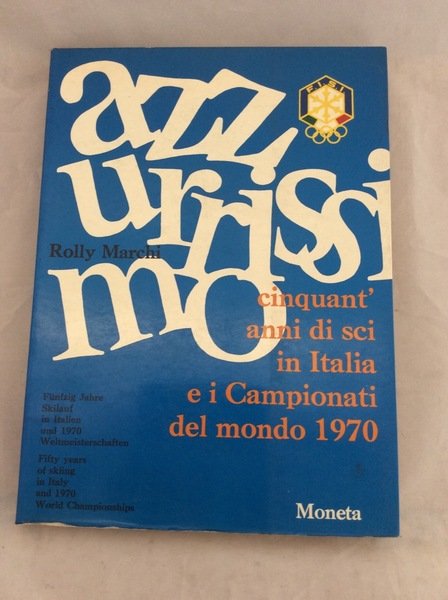 azz
urrissi
mo
F.I.S.I
Rolly Marchi
cinquant'
anni di sci
in Italia
e i Campionati
del mondo 1970
Fünfzig Jahre
Skilauf
in Italien
und 1970
Weltmeisterschaften
Fifty years
of skiing
in Italy
and 1970
World Championships
Moneta